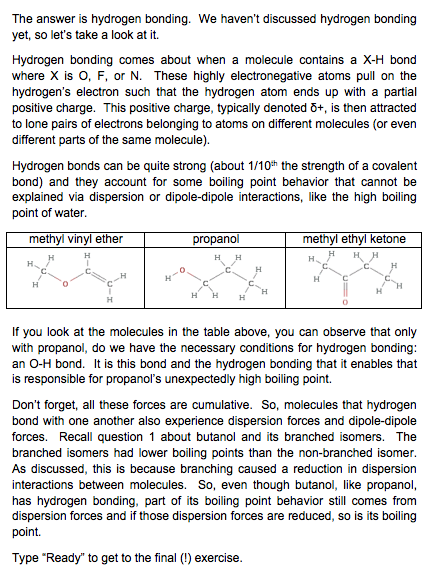 The answer is hydrogen bonding.  We haven't discussed hydrogen bonding
yet, so let's take a look at it.
Hydrogen bonding comes about when a molecule contains a X-H bond
where X is O, F, or N.  These highly electronegative atoms pull on the
hydrogen's electron such that the hydrogen atom ends up with a partial
positive charge.  This positive charge, typically denoted δ+, is then attracted
to lone pairs of electrons belonging to atoms on different molecules (or even
different parts of the same molecule).
Hydrogen bonds can be quite strong (about 1/10th the strength of a covalent
bond) and they account for some boiling point behavior that cannot be
explained via dispersion or dipole-dipole interactions, like the high boiling
point of water.
methyl vinyl ether propanol methyl ethyl ketone
H H H H C C H H O C H
H H O C H H C C H H H H
H H H H C C H H C C H H O
If you look at the molecules in the table above, you can observe that only
with propanol, do we have the necessary conditions for hydrogen bonding:
an O-H bond.  It is this bond and the hydrogen bonding that it enables that
is responsible for propanol's unexpectedly high boiling point.
Don't forget, all these forces are cumulative.  So, molecules that hydrogen
bond with one another also experience dispersion forces and dipole-dipole
forces.  Recall question 1 about butanol and its branched isomers.  The
branched isomers had lower boiling points than the non-branched isomer.
As discussed, this is because branching caused a reduction in dispersion
interactions between molecules.  So, even though butanol, like propanol,
has hydrogen bonding, part of its boiling point behavior still comes from
dispersion forces and if those dispersion forces are reduced, so is its boiling
point.
Type "Ready" to get to the final (!) exercise.